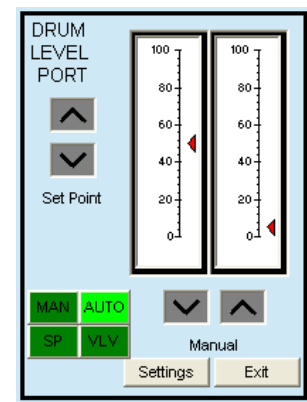 DRUM
LEVEL
PORT
Set Point
100
80
60
40
20
0
100
80
60
40
20
0
MAN AUTO
SP VLV
Manual
Settings Exit